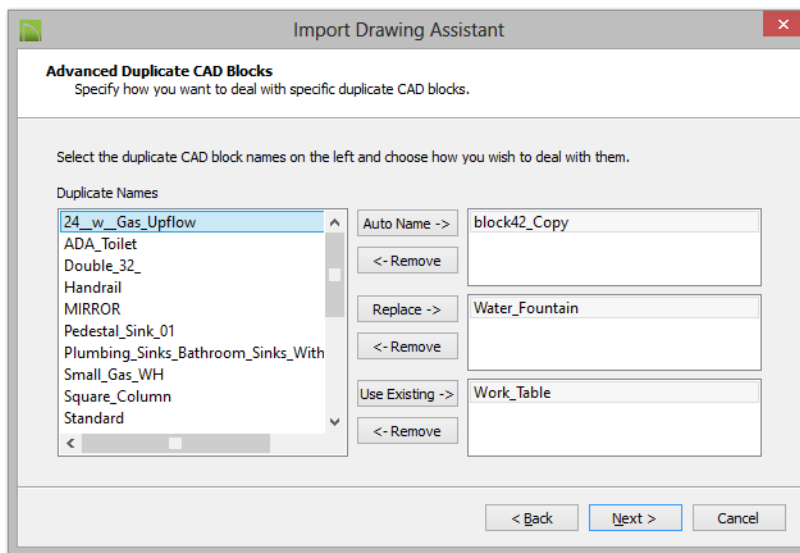 Import Drawing Assistant
Advanced Duplicate CAD Blocks
Specify how you want to deal with specific duplicate CAD blocks.
Select the duplicate CAD block names on the left and choose how you wish to deal with them.
Duplicate Names
24__w__Gas_Upflow
ADA_Toilet
Double_32_
Handrail
MIRROR
Pedestal_Sink_01
Plumbing_Sinks_Bathroom_Sinks_With
Small_Gas_WH
Square_Column
Standard
Auto Name ->
<- Remove
block42_Copy
Replace ->
<- Remove
Water_Fountain
Use Existing ->
<- Remove
Work_Table
< Back
Next >
Cancel